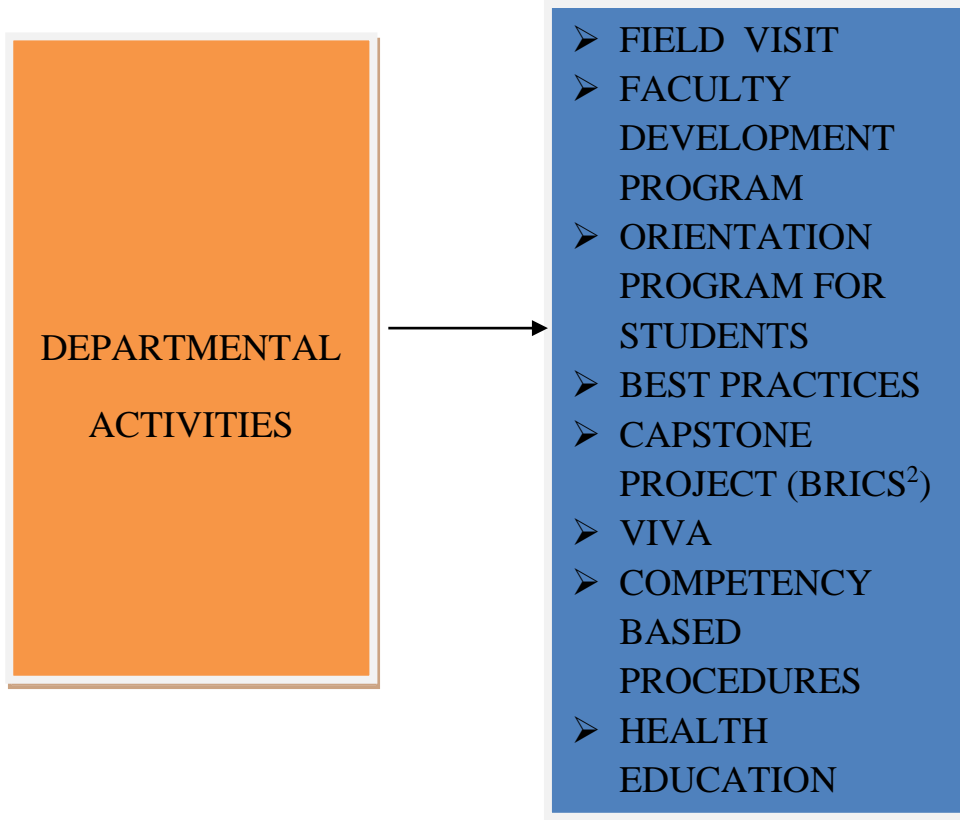 DEPARTMENTAL
ACTIVITIES
➢ FIELD VISIT
➢ FACULTY
DEVELOPMENT
PROGRAM
➢ ORIENTATION
PROGRAM FOR
STUDENTS
➢ BEST PRACTICES
➢ CAPSTONE
PROJECT (BRICS²)
➢ VIVA
➢ COMPETENCY
BASED
PROCEDURES
➢ HEALTH
EDUCATION